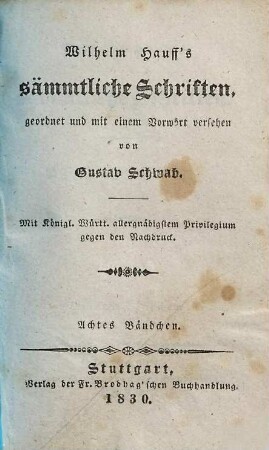 Wilhelm Hauff's
sämmtliche Schriften,
geordnet und mit einem Vorwort versehen
von
Gustav Schwab.
Mit Königl. Württ. allergnädigstem Privilegium
gegen den Nachdruck.
Achtes Bändchen.
Stuttgart,
Verlag der Fr. Brodhag'schen Buchhandlung.
1830.